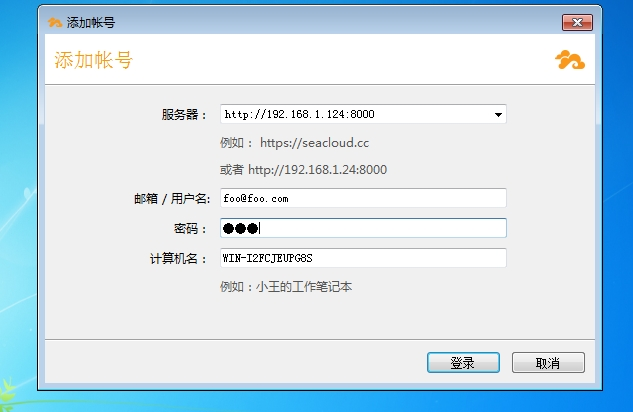 添加帐号
添加帐号
服务器： http://192.168.1.124:8000
例如： https://seacloud.cc
或者 http://192.168.1.24:8000
邮箱 / 用户名: foo@foo.com
密码： ●●●
计算机名： WIN-I2FCJEUPG8S
例如：小王的工作笔记本
登录 取消